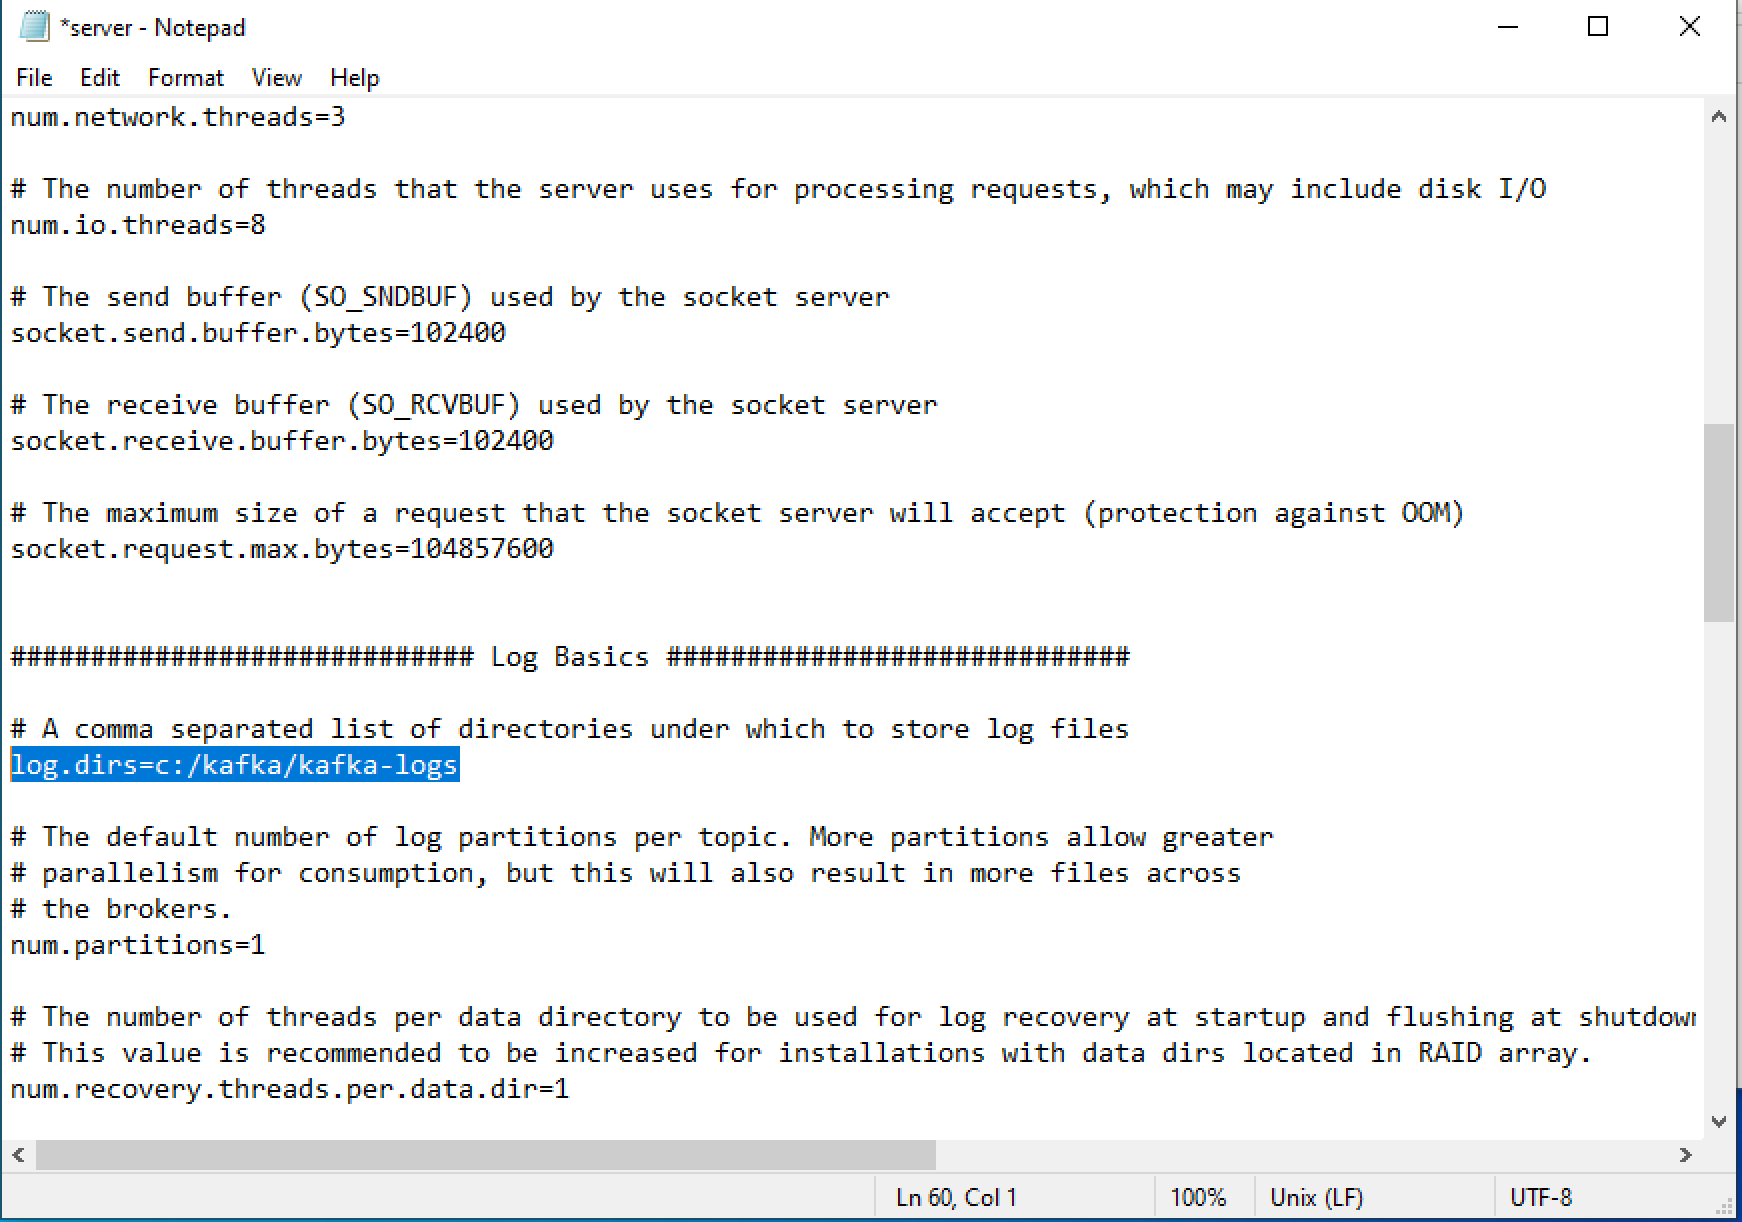 *server - Notepad
File Edit Format View Help
num.network.threads=3
# The number of threads that the server uses for processing requests, which may include disk I/O
num.io.threads=8
# The send buffer (SO_SNDBUF) used by the socket server
socket.send.buffer.bytes=102400
# The receive buffer (SO_RCVBUF) used by the socket server
socket.receive.buffer.bytes=102400
# The maximum size of a request that the socket server will accept (protection against OOM)
socket.request.max.bytes=104857600
############################# Log Basics #############################
# A comma separated list of directories under which to store log files
log.dirs=c:/kafka/kafka-logs
# The default number of log partitions per topic. More partitions allow greater
# parallelism for consumption, but this will also result in more files across
# the brokers.
num.partitions=1
# The number of threads per data directory to be used for log recovery at startup and flushing at shutdown
# This value is recommended to be increased for installations with data dirs located in RAID array.
num.recovery.threads.per.data.dir=1
Ln 60, Col 1 100% Unix (LF) UTF-8